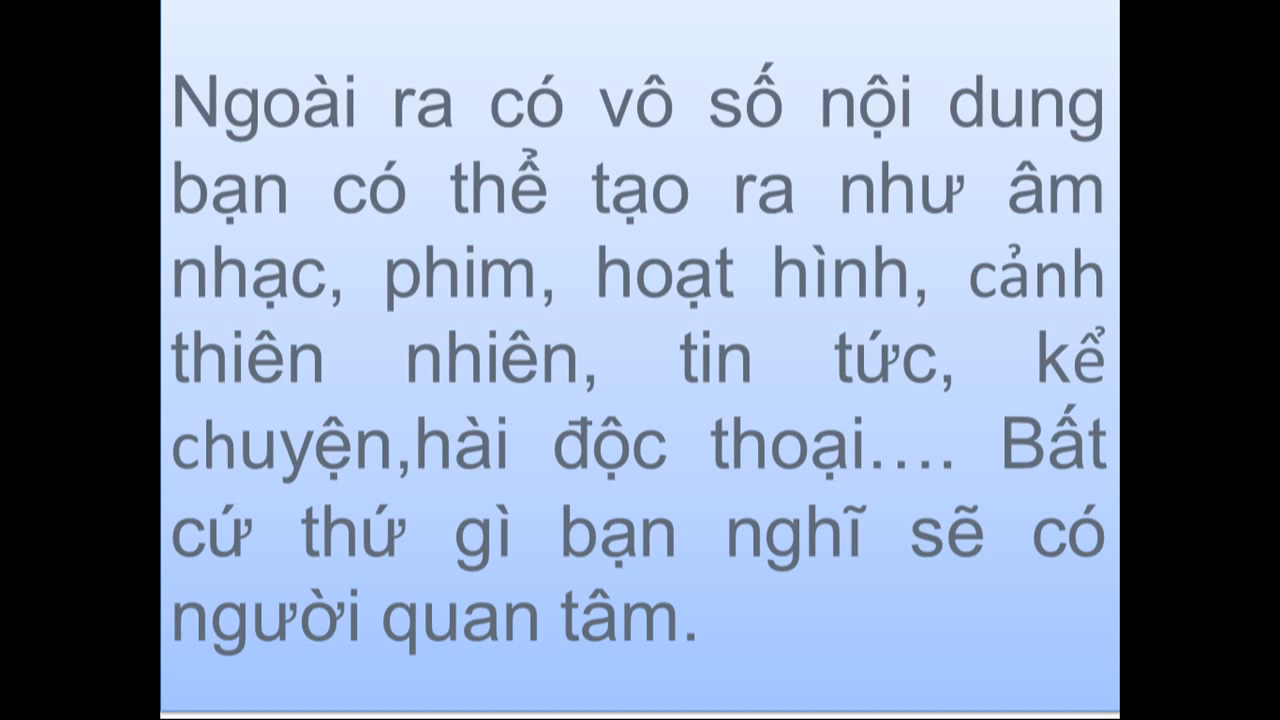 Ngoài ra có vô số nội dung
bạn có thể tạo ra như âm
nhạc, phim, hoạt hình, cảnh
thiên nhiên, tin tức, kể
chuyện,hài độc thoại…. Bất
cứ thứ gì bạn nghĩ sẽ có
người quan tâm.